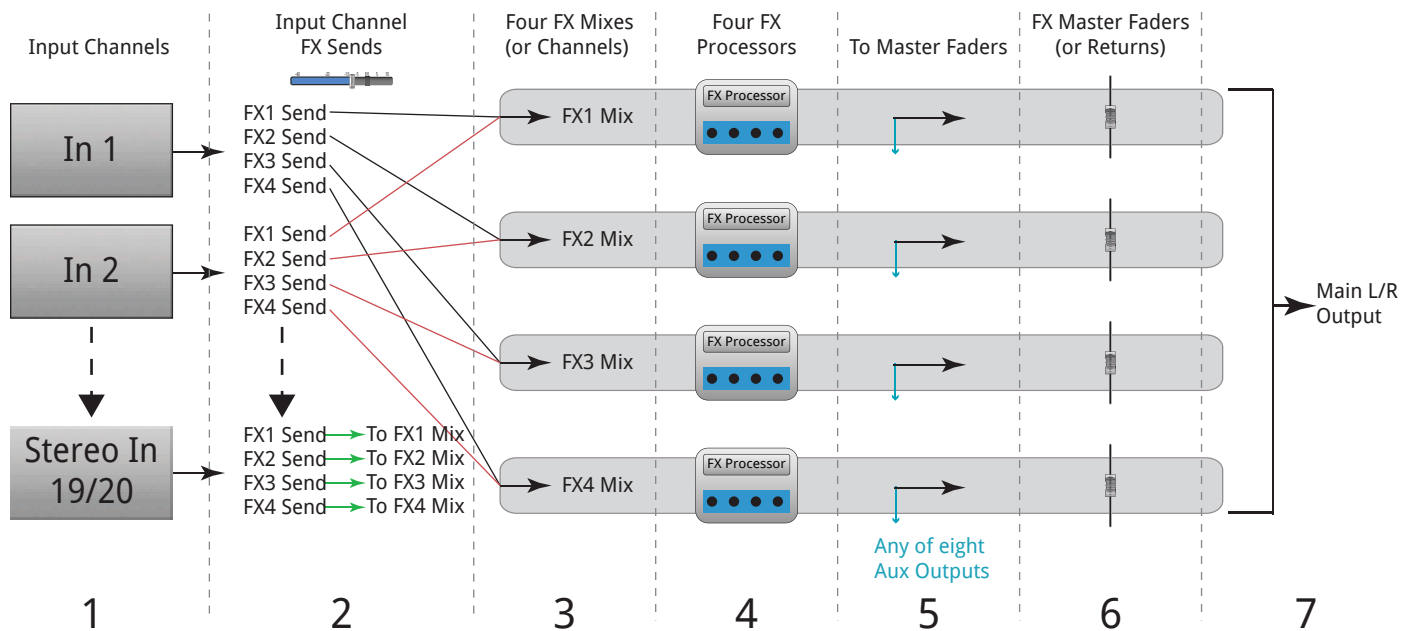 Input Channels
Input Channel
FX Sends
Four FX Mixes
(or Channels)
Four FX
Processors
To Master Faders
FX Master Faders
(or Returns)
In 1
FX1 Send
FX2 Send
FX3 Send
FX4 Send
In 2
FX1 Send
FX2 Send
FX3 Send
FX4 Send
Stereo In
19/20
FX1 Send To FX1 Mix
FX2 Send To FX2 Mix
FX3 Send To FX3 Mix
FX4 Send To FX4 Mix
FX1 Mix
FX Processor
FX2 Mix
FX Processor
FX3 Mix
FX Processor
FX4 Mix
FX Processor
Any of eight
Aux Outputs
Main L/R
Output
1
2
3
4
5
6
7